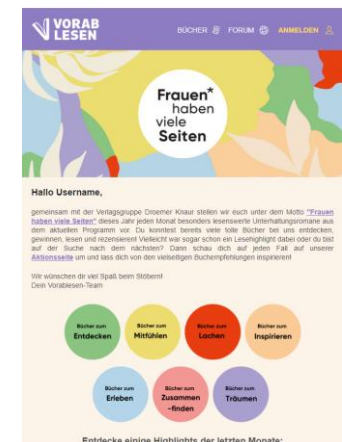 VORAB
LESEN
BÜCHER
FORUM
ANMELDEN
Frauen*
haben
viele
Seiten
Hallo Username,
gemeinsam mit der Verlagsgruppe Droemer Knaur stellen wir euch unter dem Motto "Frauen
haben viele Seiten" dieses Jahr jeden Monat besonders lesenswerte Unterhaltungsromane aus
dem aktuellen Programm vor. Du konntest bereits viele tolle Bücher bei uns entdecken,
gewinnen, lesen und rezensieren! Vielleicht war sogar schon ein Lesehighlight dabei oder du bist
auf der Suche nach dem nächsten? Dann schau dich auf jeden Fall auf unserer
Aktionsseite um und lass dich von den vielseitigen Buchempfehlungen inspirieren!
Wir wünschen dir viel Spaß beim Stöbern!
Dein Vorablesen-Team
Bücher zum
Entdecken
Bücher zum
Mitfühlen
Bücher zum
Lachen
Bücher zum
Inspirieren
Bücher zum
Erleben
Bücher zum
Zusammen
-finden
Bücher zum
Träumen
Entdecke einige Highlights der letzten Monate: